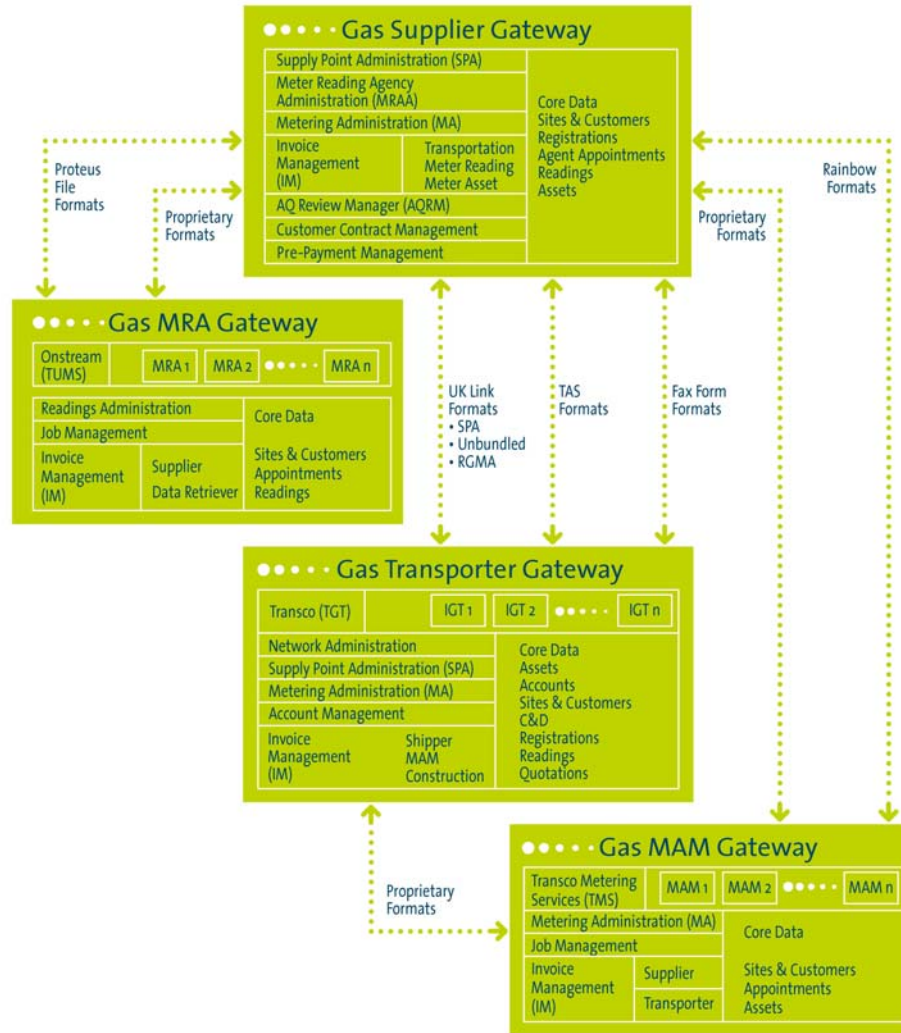 Gas Supplier Gateway
Supply Point Administration (SPA)
Meter Reading Agency
Administration (MRAA)
Metering Administration (MA)
Invoice
Management
(IM)
Transportation
Meter Reading
Meter Asset
AQ Review Manager (AQRM)
Customer Contract Management
Pre-Payment Management
Core Data
Sites & Customers
Registrations
Agent Appointments
Readings
Assets
Proteus
File
Formats
Proprietary
Formats
Proprietary
Formats
Rainbow
Formats
Gas MRA Gateway
Onstream
(TUMS)
MRA 1
MRA 2
MRA n
Readings Administration
Job Management
Invoice
Management
(IM)
Supplier
Data Retriever
Core Data
Sites & Customers
Appointments
Readings
UK Link
Formats
• SPA
• Unbundled
• RGMA
TAS
Formats
Fax Form
Formats
Gas Transporter Gateway
Transco (TGT)
IGT 1
IGT 2
IGT n
Network Administration
Supply Point Administration (SPA)
Metering Administration (MA)
Account Management
Invoice
Management
(IM)
Shipper
MAM
Construction
Core Data
Assets
Accounts
Sites & Customers
C&D
Registrations
Readings
Quotations
Proprietary
Formats
Gas MAM Gateway
Transco Metering
Services (TMS)
MAM 1
MAM 2
MAM n
Metering Administration (MA)
Job Management
Invoice
Management
(IM)
Supplier
Transporter
Core Data
Sites & Customers
Appointments
Assets